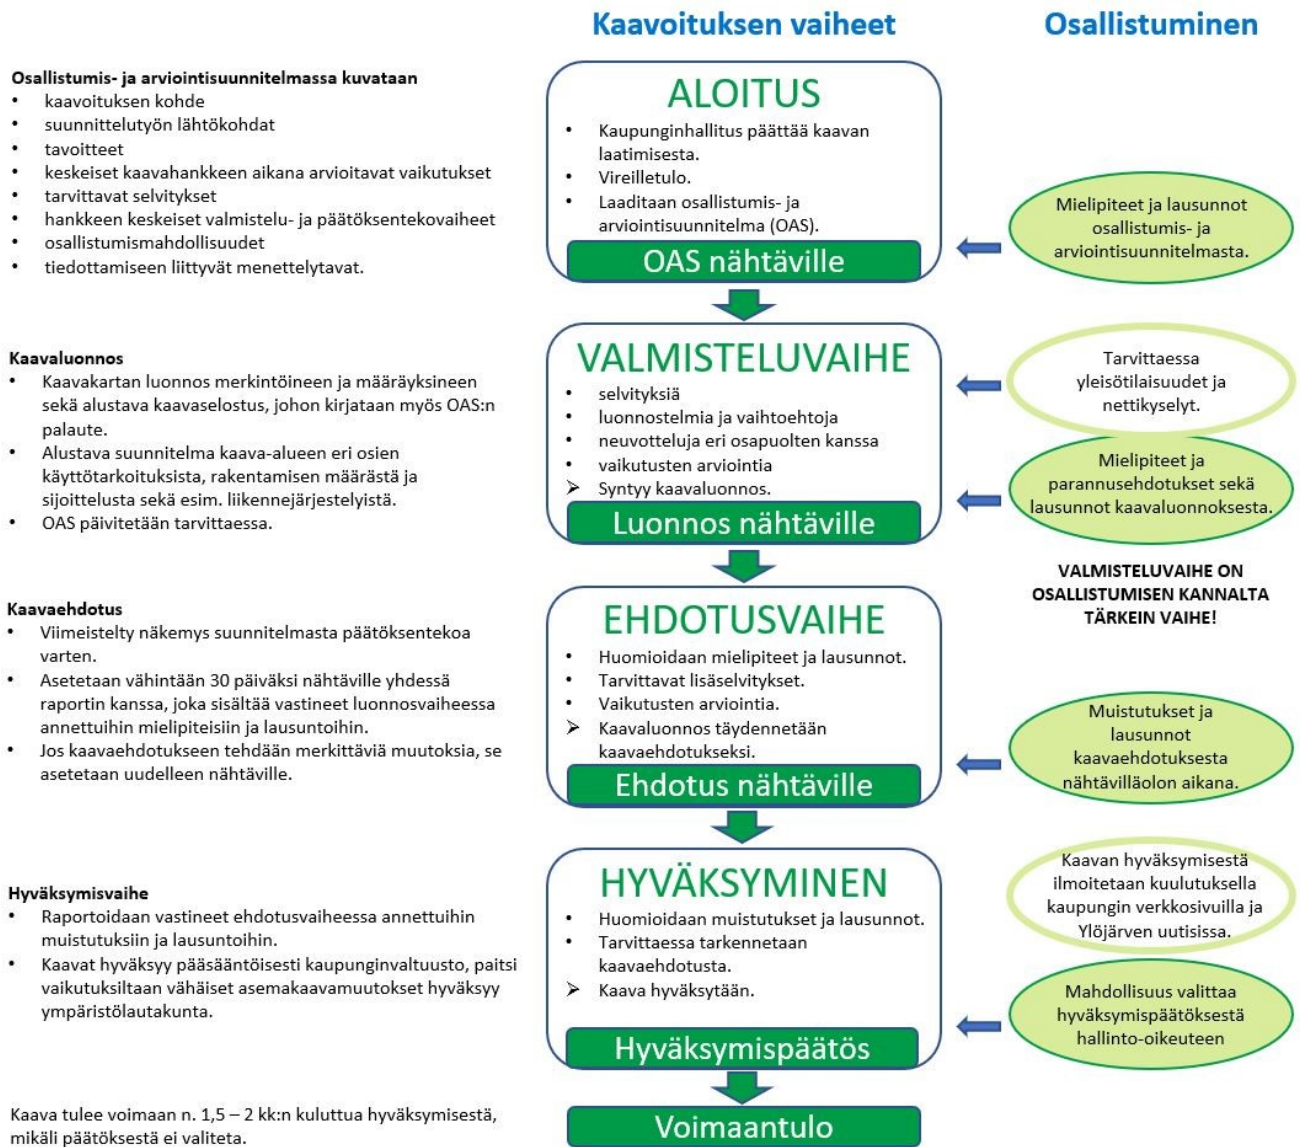 Kaavoituksen vaiheet
Osallistuminen
Osallistumis- ja arviointisuunnitelmassa kuvataan
• kaavoituksen kohde
• suunnittelutyön lähtökohdat
• tavoitteet
• keskeiset kaavahankkeen aikana arvioitavat vaikutukset
• tarvittavat selvitykset
• hankkeen keskeiset valmistelu- ja päätöksentekovaiheet
• osallistumismahdollisuudet
• tiedottamiseen liittyvät menettelytavat.
ALOITUS
• Kaupunginhallitus päättää kaavan
laatimisesta.
• Vireilletulo.
• Laaditaan osallistumis- ja
arviointisuunnitelma (OAS).
OAS nähtäville
Mielipiteet ja lausunnot
osallistumis- ja
arviointisuunnitelmasta.
Kaavaluonnos
• Kaavakartan luonnos merkintöineen ja määräyksineen
sekä alustava kaavaselostus, johon kirjataan myös OAS:n
palaute.
• Alustava suunnitelma kaava-alueen eri osien
käyttötarkoituksista, rakentamisen määrästä ja
sijoittelusta sekä esim. liikennejärjestelyistä.
• OAS päivitetään tarvittaessa.
VALMISTELUVAIHE
• selvityksiä
• luonnostelmia ja vaihtoehtoja
• neuvotteluja eri osapuolten kanssa
• vaikutusten arviointia
➢ Syntyy kaavaluonnos.
Luonnos nähtäville
Tarvittaessa
yleisötilaisuudet ja
nettikyselyt.
Mielipiteet ja
parannusehdotukset sekä
lausunnot kaavaluonnoksesta.
VALMISTELUVAIHE ON
OSALLISTUMISEN KANNALTA
TÄRKEIN VAIHE!
Kaavaehdotus
• Viimeistelty näkemys suunnitelmasta päätöksentekoa
varten.
• Asetetaan vähintään 30 päiväksi nähtäville yhdessä
raportin kanssa, joka sisältää vastineet luonnosvaiheessa
annettuihin mielipiteisiin ja lausuntoihin.
• Jos kaavaehdotukseen tehdään merkittäviä muutoksia, se
asetetaan uudelleen nähtäville.
EHDOTUSVAIHE
• Huomioidaan mielipiteet ja lausunnot.
• Tarvittavat lisäselvitykset.
• Vaikutusten arviointia.
➢ Kaavaluonnos täydennetään
kaavaehdotukseksi.
Ehdotus nähtäville
Muistutukset ja
lausunnot
kaavaehdotuksesta
nähtävilläolon aikana.
Hyväksymisvaihe
• Raportoidaan vastineet ehdotusvaiheessa annettuihin
muistutuksiin ja lausuntoihin.
• Kaavat hyväksyy pääsääntöisesti kaupunginvaltuusto, paitsi
vaikutuksiltaan vähäiset asemakaavamuutokset hyväksyy
ympäristölautakunta.
HYVÄKSYMINEN
• Huomioidaan muistutukset ja lausunnot.
• Tarvittaessa tarkennetaan
kaavaehdotusta.
➢ Kaava hyväksytään.
Hyväksymispäätös
Kaavan hyväksymisestä
ilmoitetaan kuulutuksella
kaupungin verkkosivuilla ja
Ylöjärven uutisissa.
Mahdollisuus valittaa
hyväksymispäätöksestä
hallinto-oikeuteen
Kaava tulee voimaan n. 1,5 – 2 kk:n kuluttua hyväksymisestä,
mikäli päätöksestä ei valiteta.
Voimaantulo